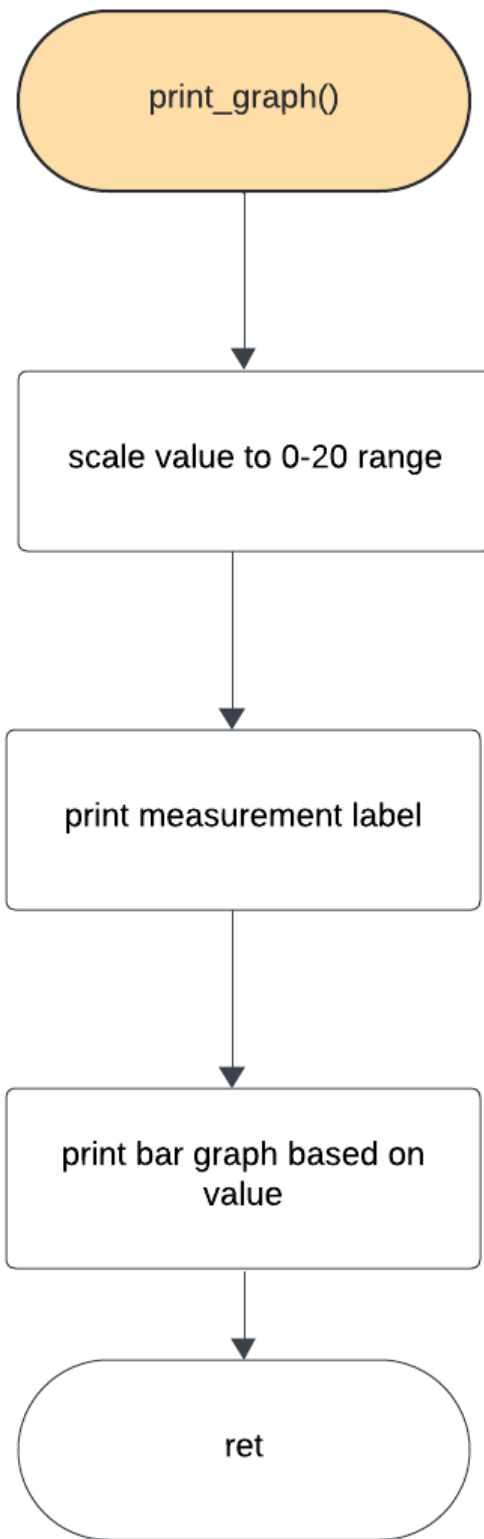 print_graph()
scale value to 0-20 range
print measurement label
print bar graph based on
value
ret